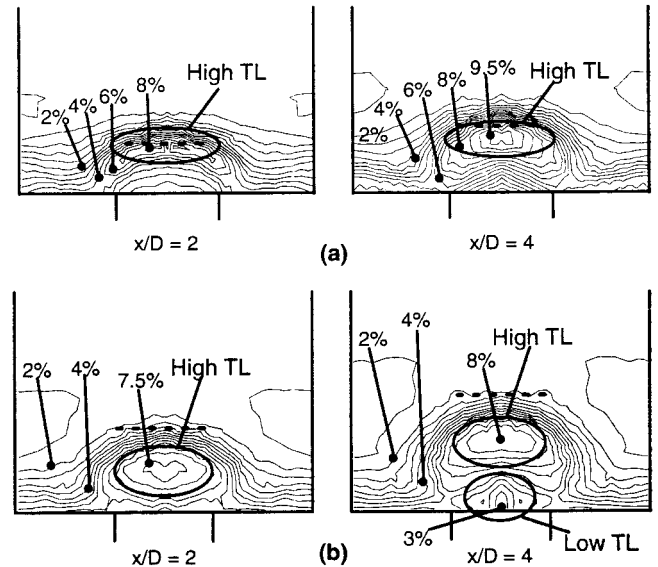 High TL
8%
6%
4%
2%
x/D = 2
9.5%
8%
6%
4%
2%
High TL
x/D = 4
(a)
2%
4%
7.5%
High TL
x/D = 2
2%
4%
8%
High TL
3%
Low TL
x/D = 4
(b)